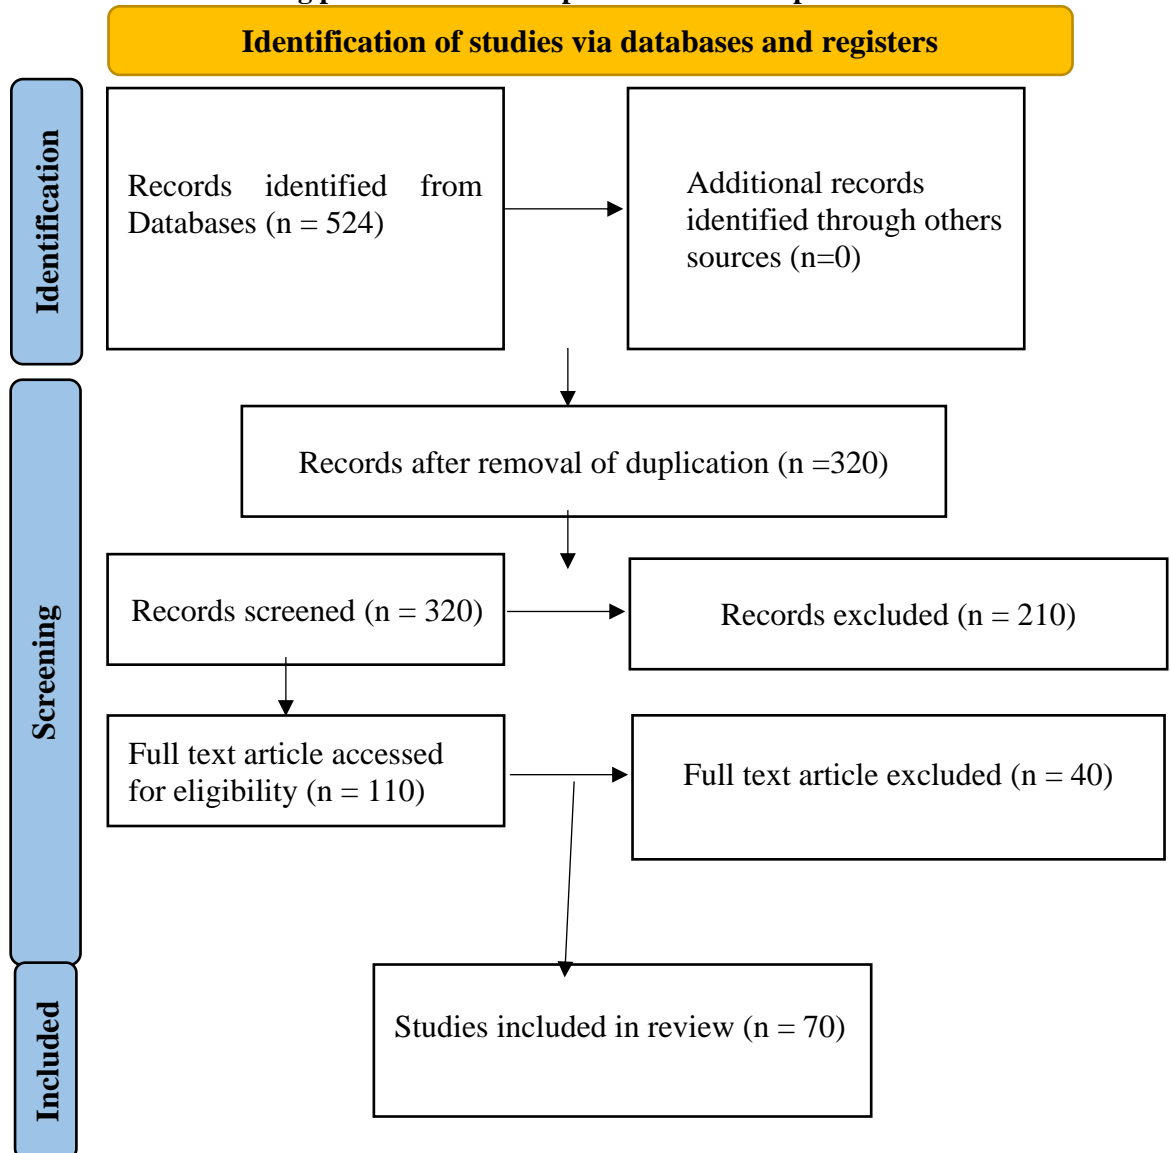 Identification of studies via databases and registers
Identification
Records identified from
Databases (n = 524)
Additional records
identified through others
sources (n=0)
Screening
Records after removal of duplication (n =320)
Records screened (n = 320)
Records excluded (n = 210)
Full text article accessed
for eligibility (n = 110)
Full text article excluded (n = 40)
Included
Studies included in review (n = 70)